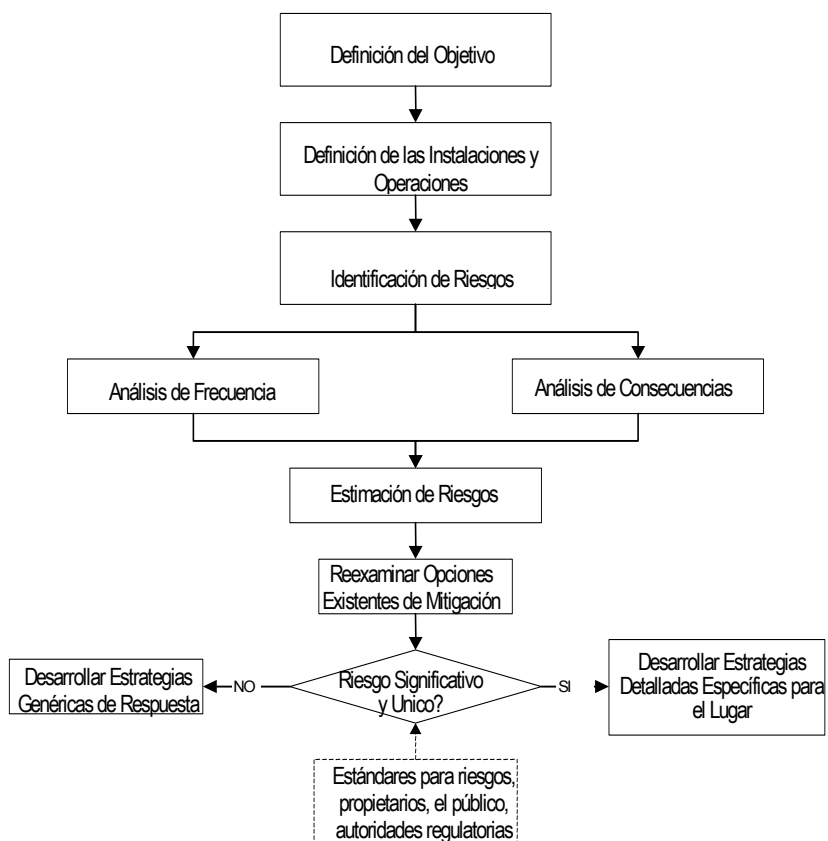 Definición del Objetivo
Definición de las Instalaciones y
Operaciones
Identificación de Riesgos
Análisis de Frecuencia
Análisis de Consecuencias
Estimación de Riesgos
Reexaminar Opciones
Existentes de Mitigación
Desarrollar Estrategias
Genéricas de Respuesta
NO
Riesgo Significativo
y Unico?
SI
Desarrollar Estrategias
Detalladas Específicas para
el Lugar
Estándares para riesgos,
propietarios, el público,
autoridades regulatorias